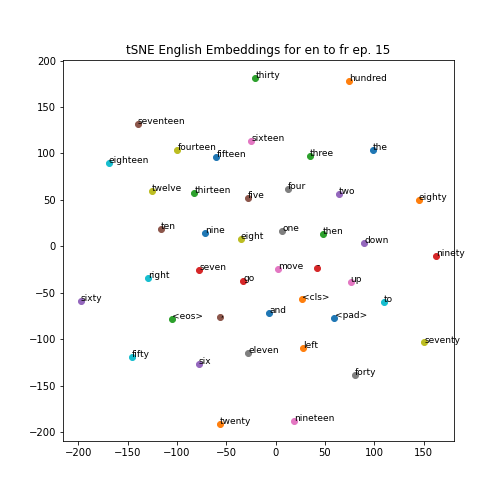 tSNE English Embeddings for en to fr ep. 15
200
150
100
50
0
−50
−100
−150
−200
thirty
hundred
seventeen
sixteen
fourteen
fifteen
three
the
eighteen
twelve
thirteen
five
four
two
eighty
ten
nine
eight
one
then
down
ninety
seven
move
right
go
up
sixty
<cls>
to
<eos>
and
<pad>
fifty
six
eleven
left
seventy
forty
twenty
nineteen
−200
−150
−100
−50
0
50
100
150